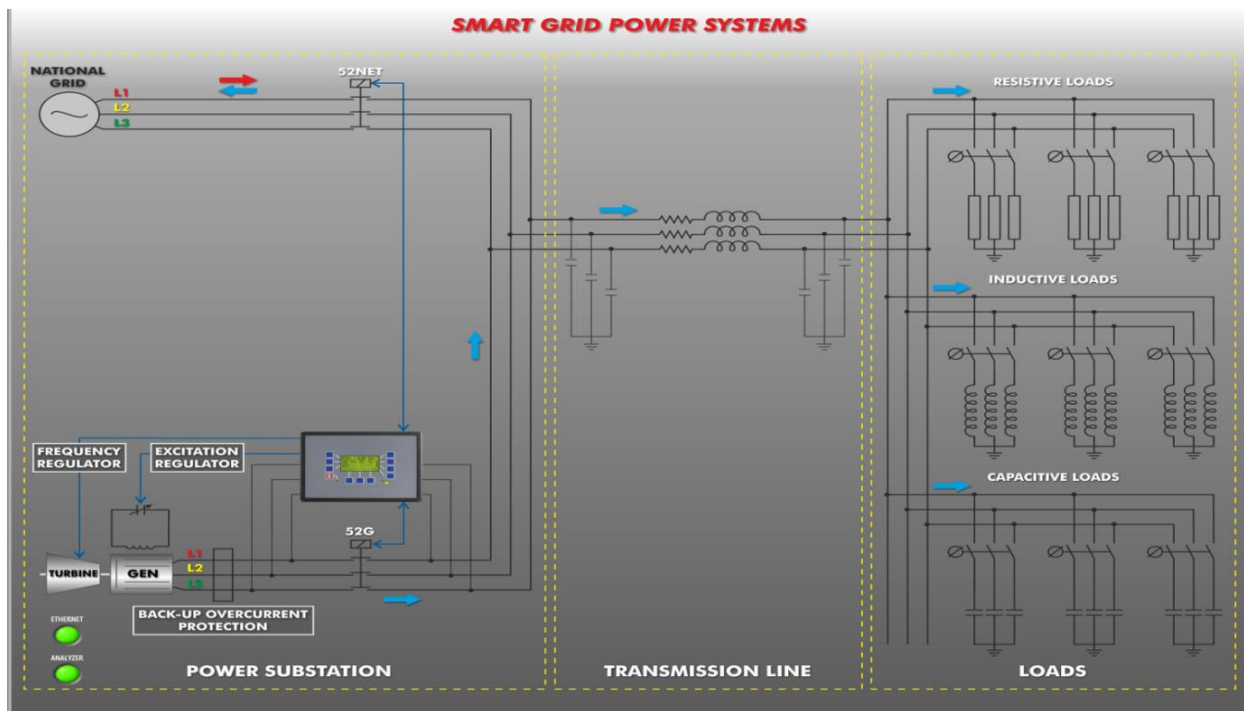 SMART GRID POWER SYSTEMS
NATIONAL
GRID
L1
L2
L3
52NET
RESISTIVE LOADS
INDUCTIVE LOADS
CAPACITIVE LOADS
FREQUENCY
REGULATOR
EXCITATION
REGULATOR
52G
L1
L2
L3
TURBINE
GEN
BACK-UP OVERCURRENT
PROTECTION
ETHERNET
ANALYZER
POWER SUBSTATION
TRANSMISSION LINE
LOADS